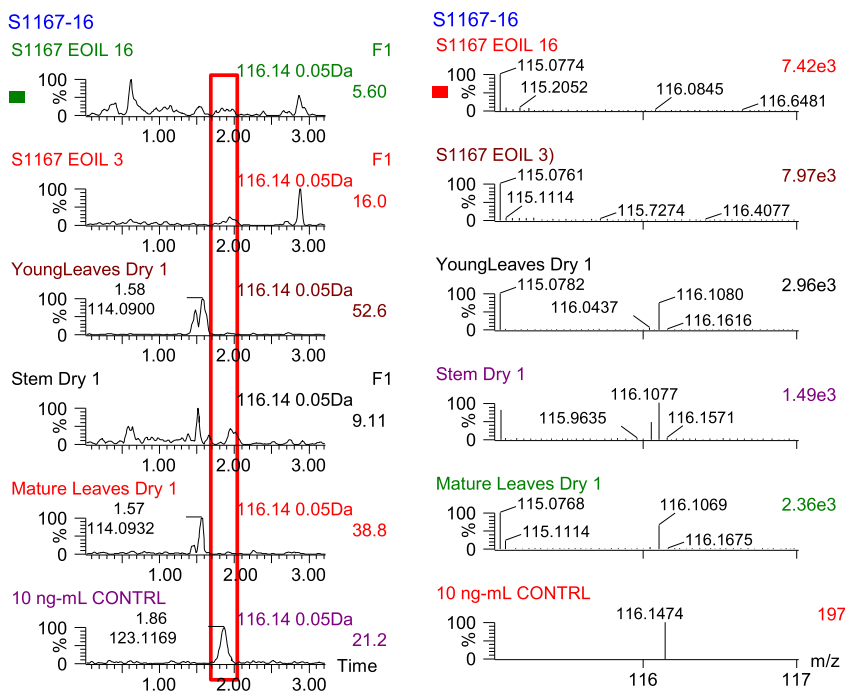 S1167-16
S1167 EOIL 16 F1
116.14 0.05Da
5.60
100
%
0
1.00 2.00 3.00
S1167 EOIL 3 F1
116.14 0.05Da
16.0
100
%
0
1.00 2.00 3.00
YoungLeaves Dry 1
116.14 0.05Da
52.6
1.58
114.0900
100
%
0
1.00 2.00 3.00
Stem Dry 1 F1
116.14 0.05Da
9.11
100
%
0
1.00 2.00 3.00
Mature Leaves Dry 1
116.14 0.05Da
38.8
1.57
114.0932
100
%
0
1.00 2.00 3.00
10 ng-mL CONTRL
116.14 0.05Da
21.2
1.86
123.1169
100
%
0
Time
1.00 2.00 3.00
S1167-16
S1167 EOIL 16
7.42e3
115.0774
115.2052
116.0845
116.6481
100
%
0
S1167 EOIL 3)
7.97e3
115.0761
115.1114
115.7274
116.4077
100
%
0
YoungLeaves Dry 1
2.96e3
115.0782
116.0437
116.1080
116.1616
100
%
0
Stem Dry 1
1.49e3
116.1077
115.9635
116.1571
100
%
0
Mature Leaves Dry 1
2.36e3
115.0768
115.1114
116.1069
116.1675
100
%
0
10 ng-mL CONTRL
197
116.1474
100
%
0
m/z
116 117